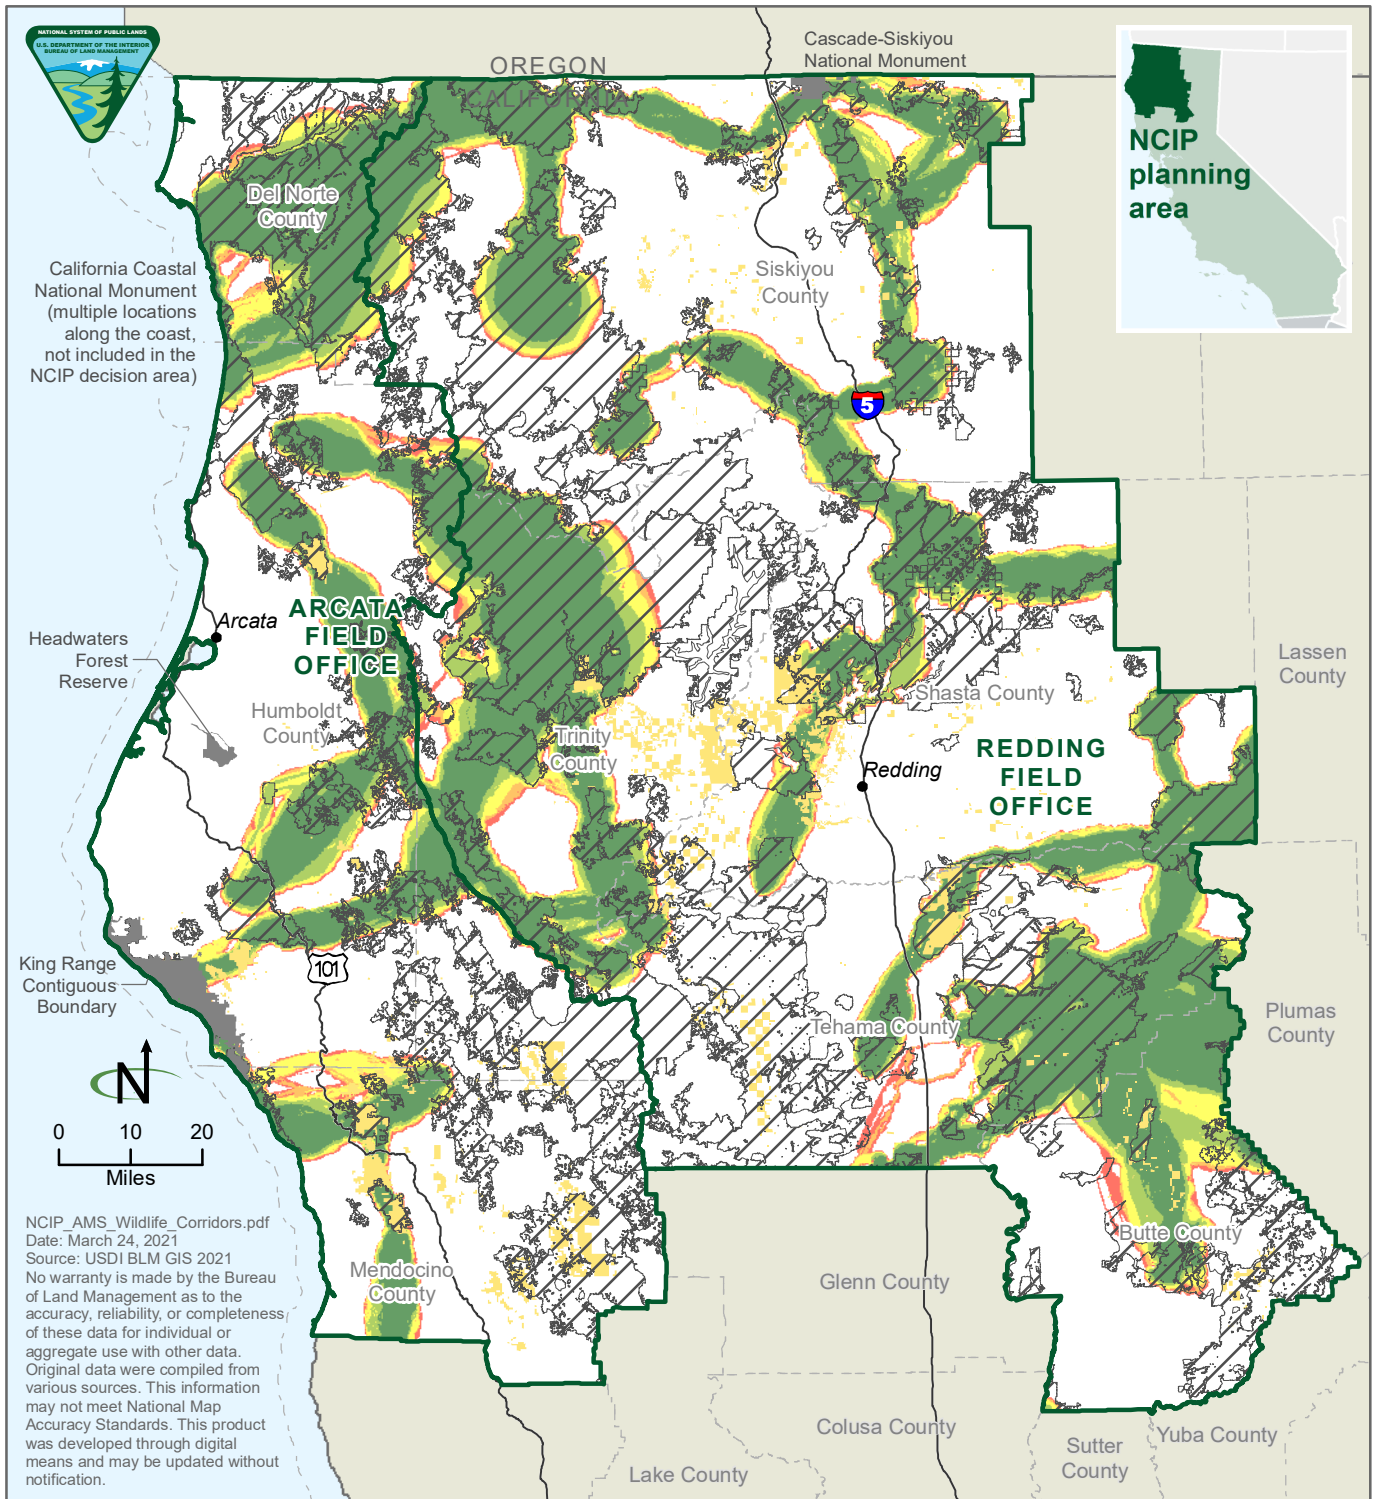 NATIONAL SYSTEM OF PUBLIC LANDS
U.S. DEPARTMENT OF THE INTERIOR
BUREAU OF LAND MANAGEMENT
OREGON
CALIFORNIA
Cascade-Siskiyou
National Monument
NCIP
planning
area
Del Norte
County
California Coastal
National Monument
(multiple locations
along the coast,
not included in the
NCIP decision area)
Siskiyou
County
5
Arcata
ARCATA
FIELD
OFFICE
Headwaters
Forest
Reserve
Humboldt
County
Trinity
County
Shasta County
Lassen
County
REDDING
FIELD
OFFICE
Redding
King Range
Contiguous
Boundary
101
Tehama County
Plumas
County
N
0 10 20
Miles
Butte County
Mendocino
County
Glenn County
Colusa County
Sutter
County
Yuba County
Lake County
NCIP_AMS_Wildlife_Corridors.pdf
Date: March 24, 2021
Source: USDI BLM GIS 2021
No warranty is made by the Bureau
of Land Management as to the
accuracy, reliability, or completeness
of these data for individual or
aggregate use with other data.
Original data were compiled from
various sources. This information
may not meet National Map
Accuracy Standards. This product
was developed through digital
means and may be updated without
notification.